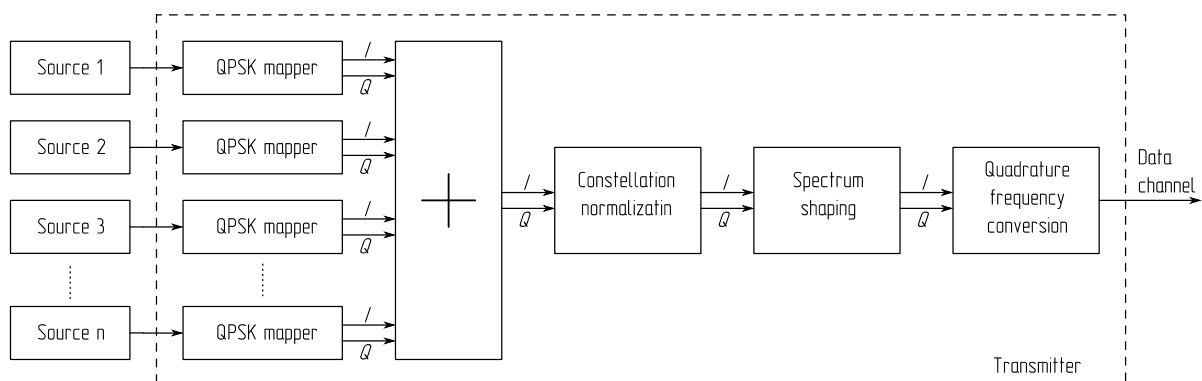 Source 1
QPSK mapper
I
Q
Source 2
QPSK mapper
I
Q
Source 3
QPSK mapper
I
Q
Source n
QPSK mapper
I
Q
+
I
Q
Constellation
normalizatin
I
Q
Spectrum
shaping
I
Q
Quadrature
frequency
conversion
Data
channel
Transmitter